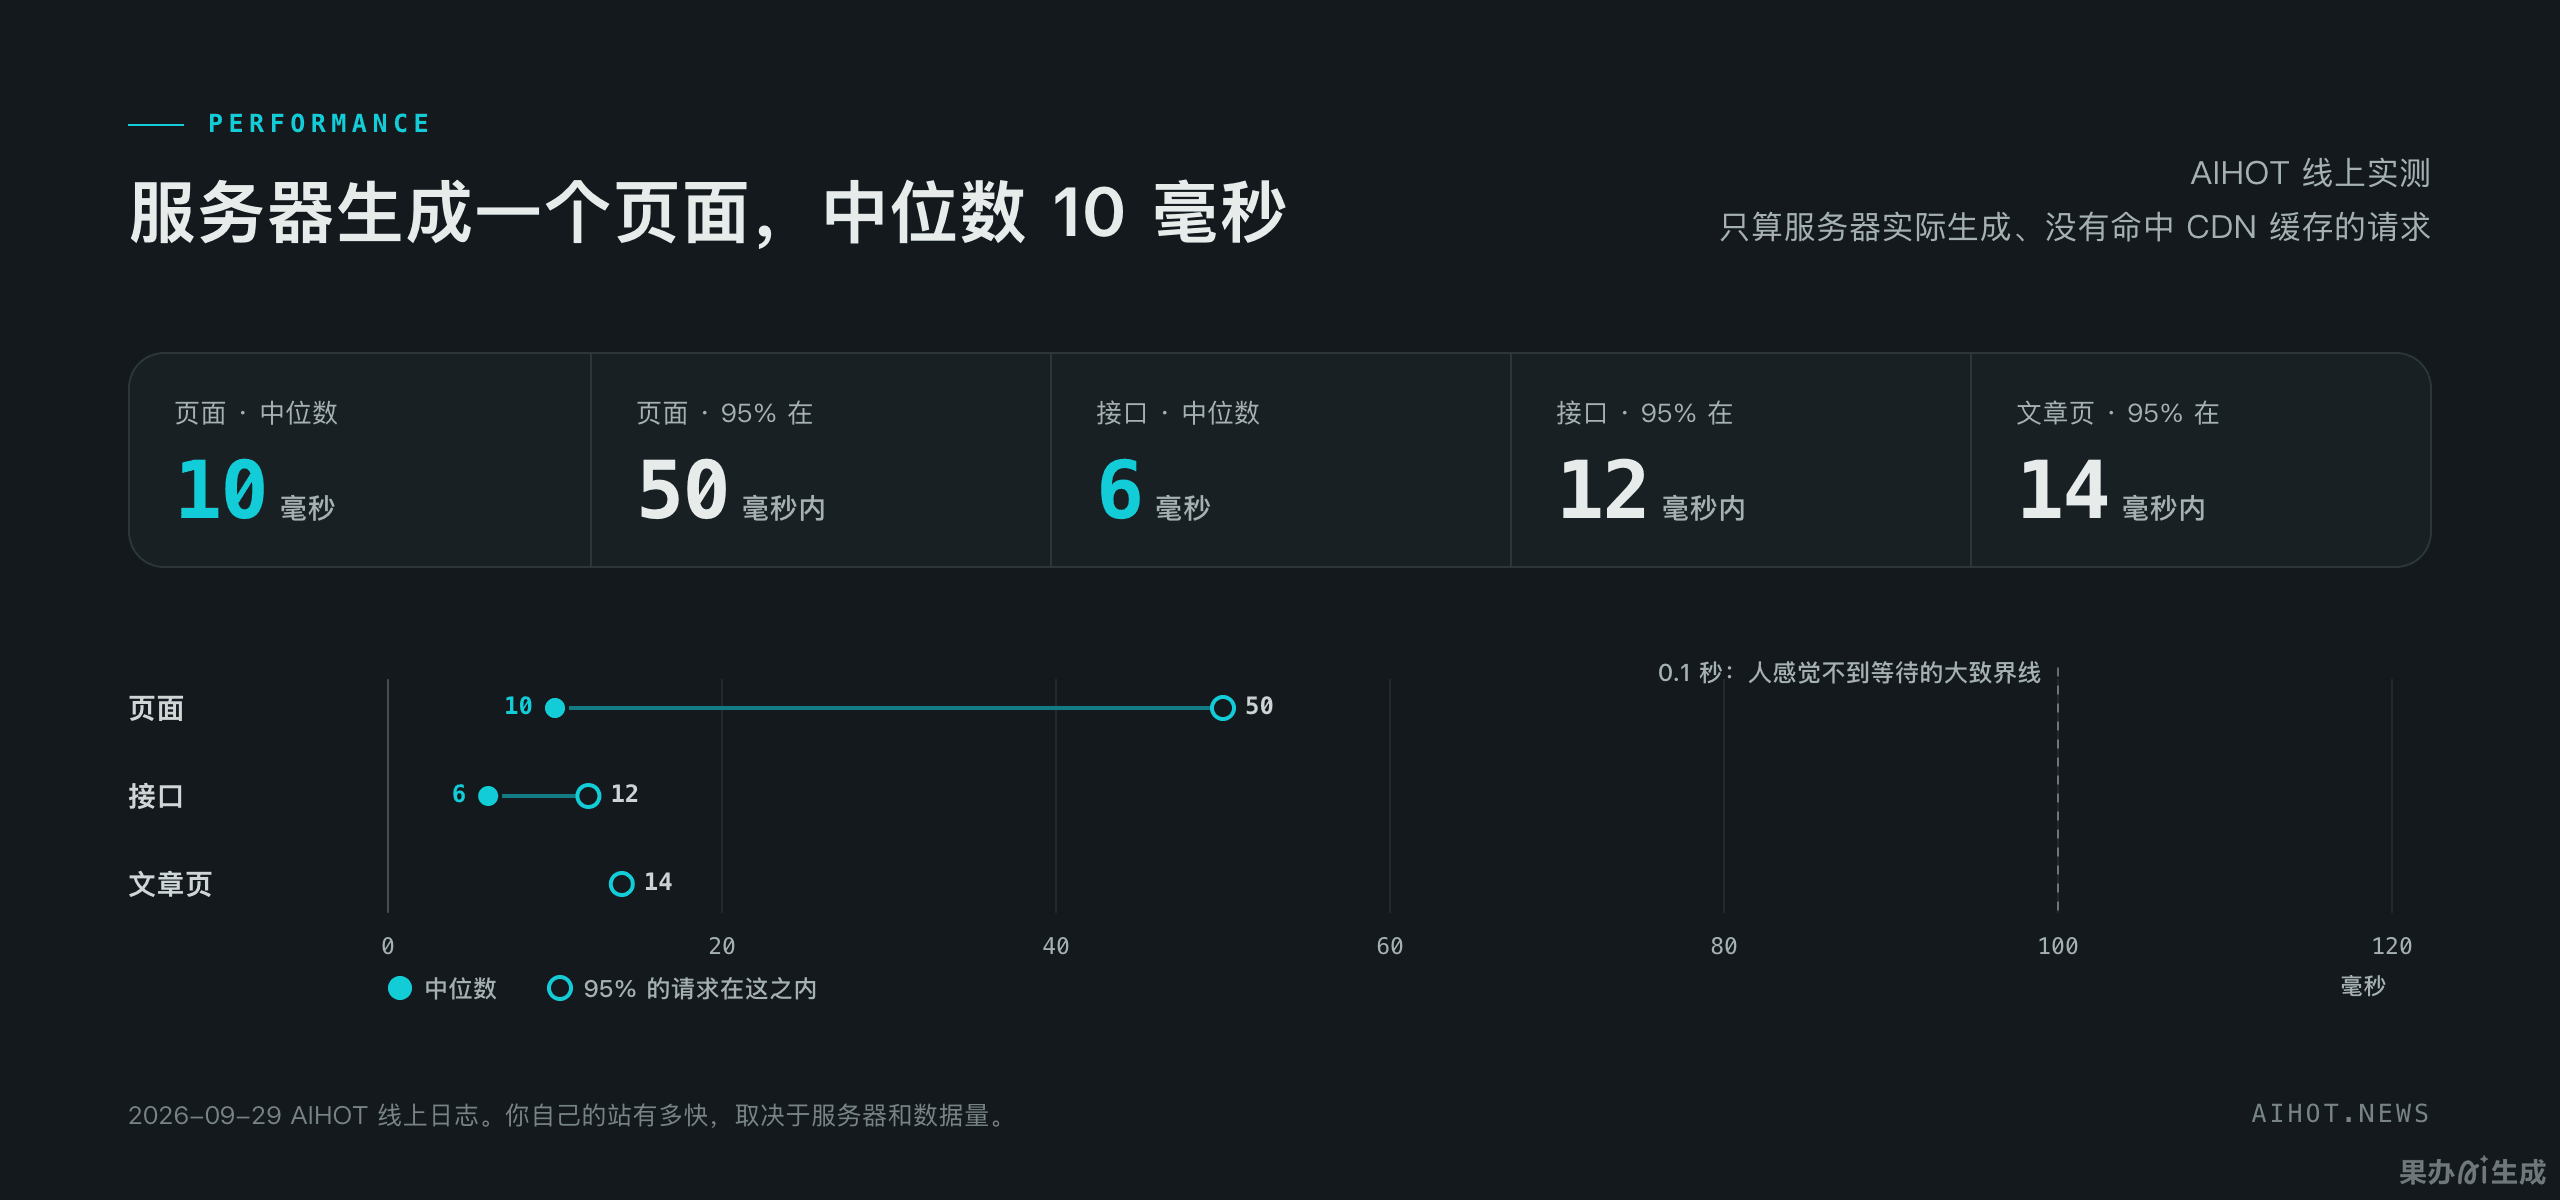 PERFORMANCE
服务器生成一个页面，中位数 10 毫秒
AIHOT 线上实测
只算服务器实际生成、没有命中 CDN 缓存的请求
页面 · 中位数
10 毫秒
页面 · 95% 在
50 毫秒内
接口 · 中位数
6 毫秒
接口 · 95% 在
12 毫秒内
文章页 · 95% 在
14 毫秒内
0.1 秒：人感觉不到等待的大致界线
页面 10 50
接口 6 12
文章页 14
0 20 40 60 80 100 120
中位数 95% 的请求在这之内
毫秒
2026-09-29 AIHOT 线上日志。你自己的站有多快，取决于服务器和数据量。
AIHOT.NEWS
果办Ai生成